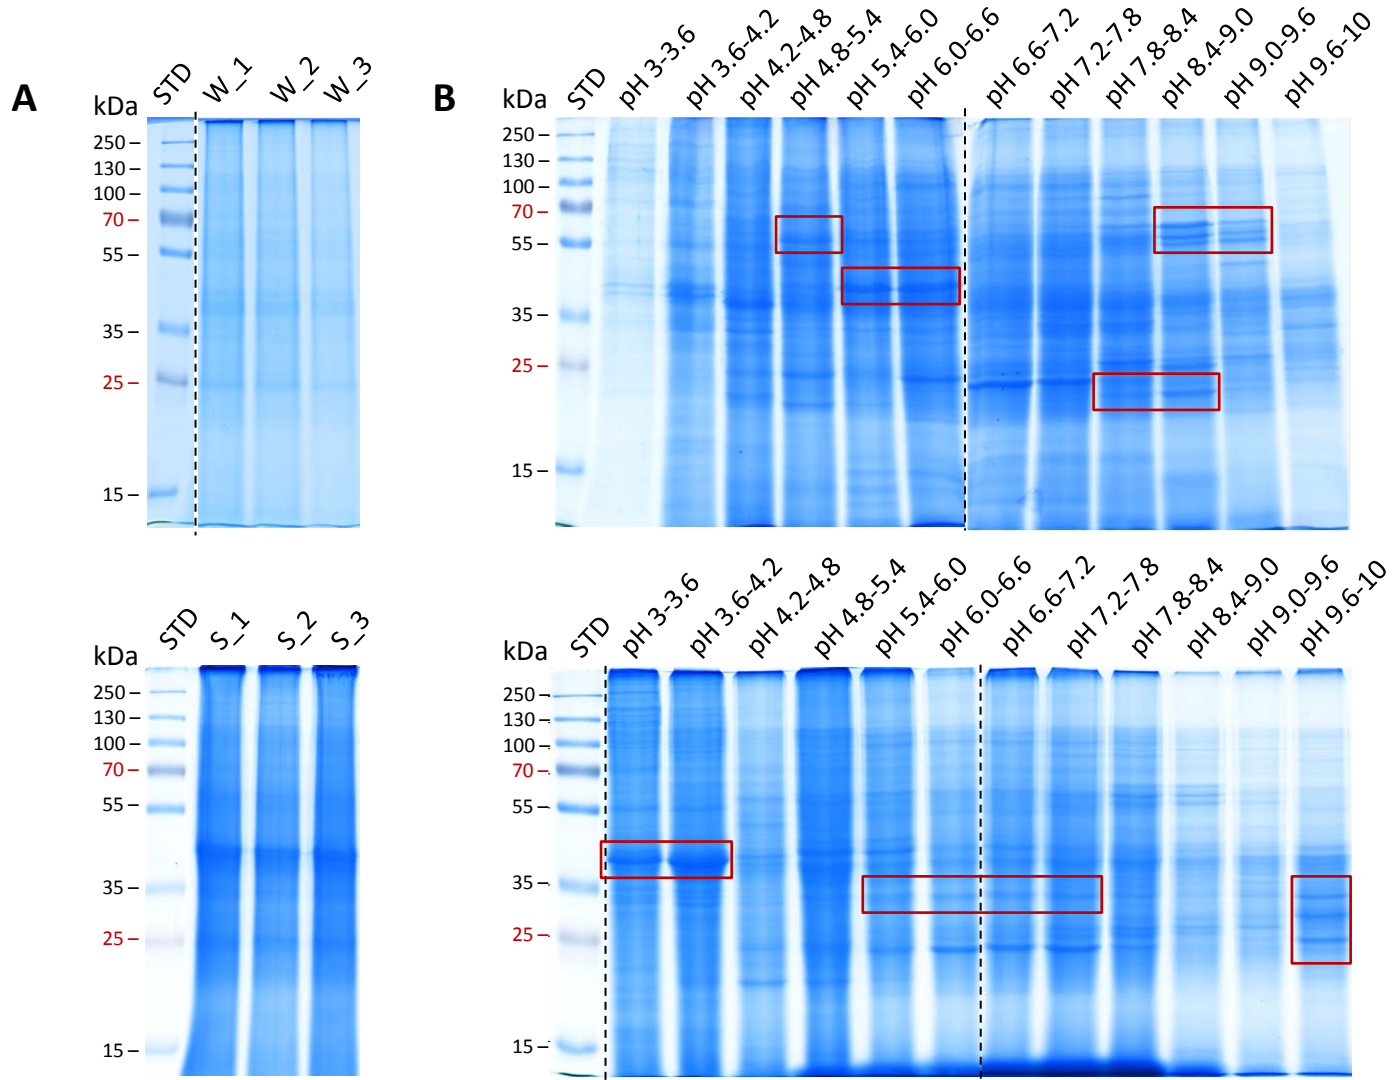 A
kDa
STD
W_1
W_2
W_3
250 –
130 –
100 –
70 –
55 –
35 –
25 –
15 –
B
kDa
STD
pH 3-3.6
pH 3.6-4.2
pH 4.2-4.8
pH 4.8-5.4
pH 5.4-6.0
pH 6.0-6.6
pH 6.6-7.2
pH 7.2-7.8
pH 7.8-8.4
pH 8.4-9.0
pH 9.0-9.6
pH 9.6-10
250 –
130 –
100 –
70 –
55 –
35 –
25 –
15 –
kDa
STD
S_1
S_2
S_3
250 –
130 –
100 –
70 –
55 –
35 –
25 –
15 –
kDa
STD
pH 3-3.6
pH 3.6-4.2
pH 4.2-4.8
pH 4.8-5.4
pH 5.4-6.0
pH 6.0-6.6
pH 6.6-7.2
pH 7.2-7.8
pH 7.8-8.4
pH 8.4-9.0
pH 9.0-9.6
pH 9.6-10
250 –
130 –
100 –
70 –
55 –
35 –
25 –
15 –